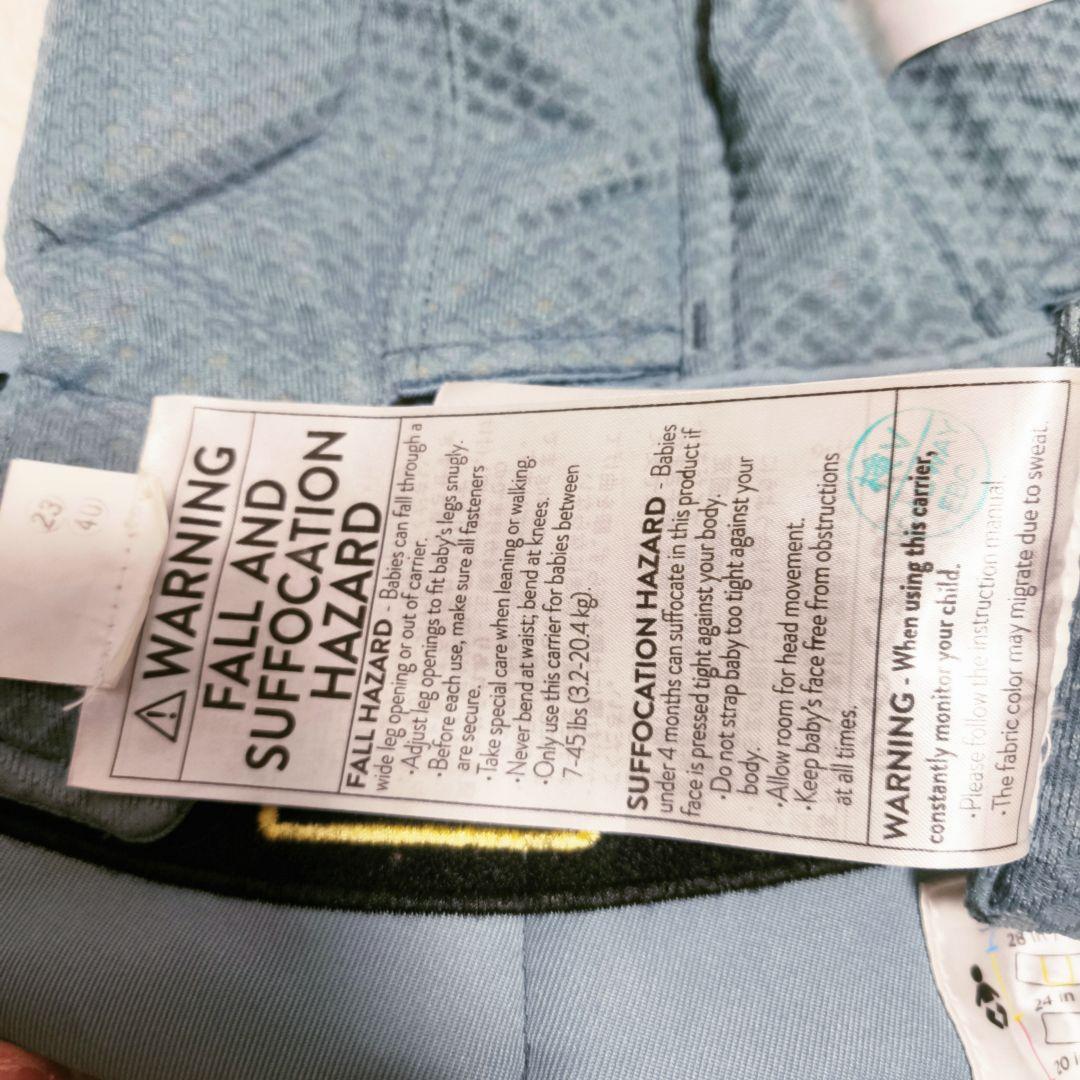 WARNING
FALL AND
SUFFOCATION
HAZARD
FALL HAZARD - Babies can fall through a
wide leg opening or out of carrier.
·Adjust leg openings to fit baby's legs snugly.
·Before each use, make sure all fasteners
are secure.
·Take special care when leaning or walking.
·Never bend at waist; bend at knees.
·Only use this carrier for babies between
7-45 lbs (3.2-20.4 kg).
SUFFOCATION HAZARD - Babies
under 4 months can suffocate in this product if
face is pressed tight against your body.
·Do not strap baby too tight against your
body.
·Allow room for head movement.
·Keep baby's face free from obstructions
at all times.
WARNING - When using this carrier,
constantly monitor your child.
·Please follow the instruction manual.
·The fabric color may migrate due to sweat.
23
40
24 in